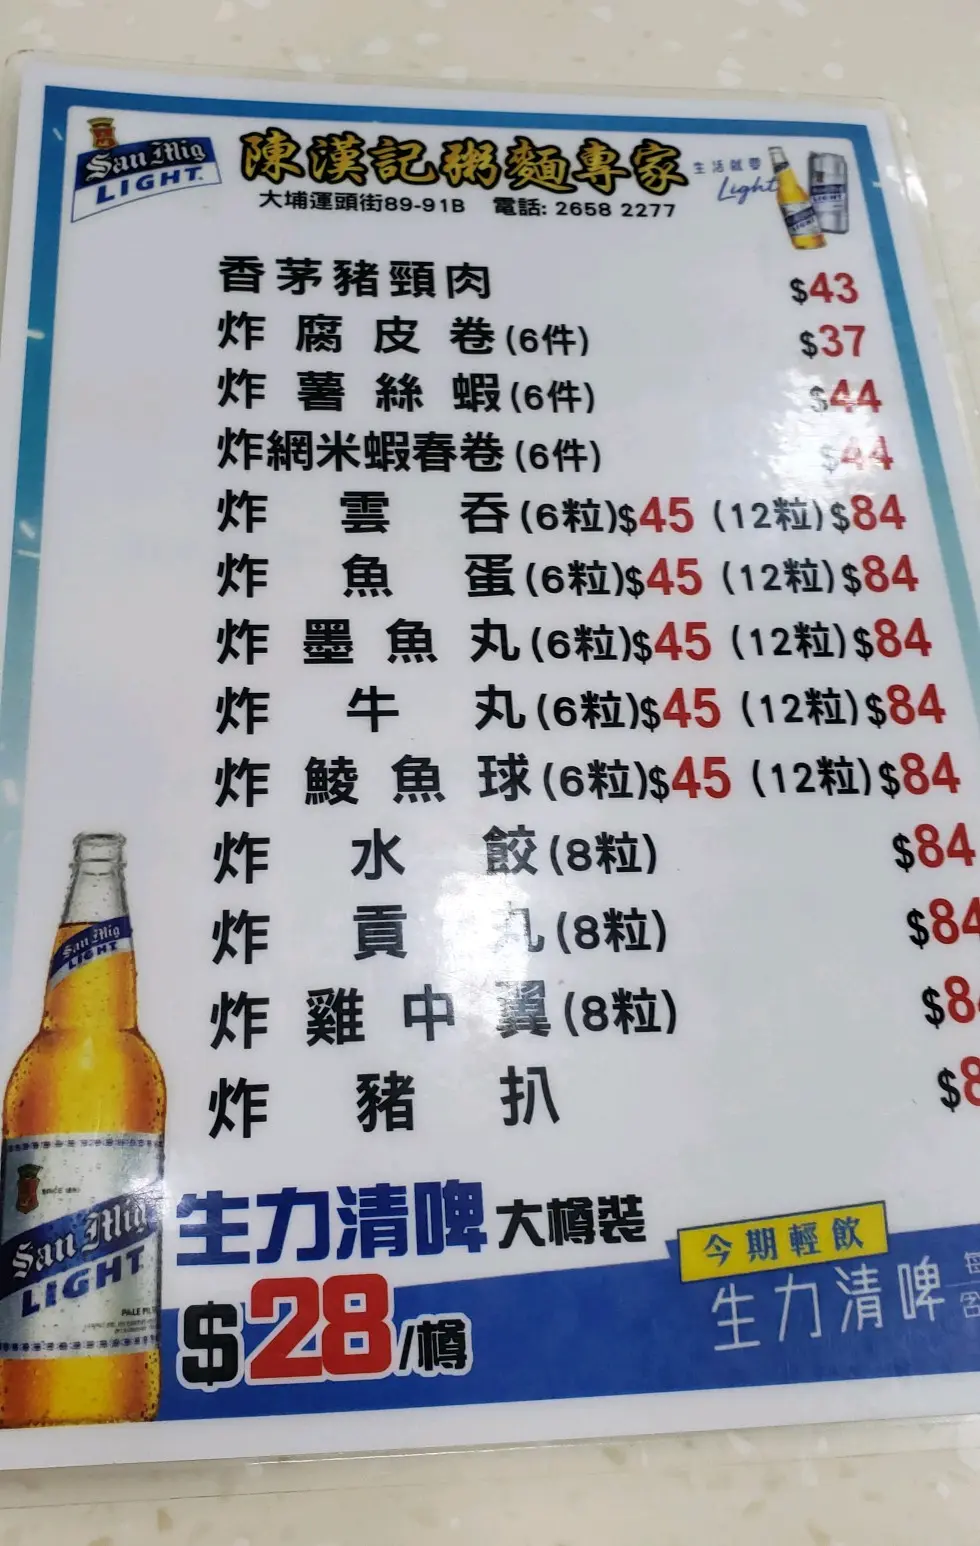 San Mig
LIGHT.
陳漢記粥麵專家
生活就要
Light
大埔運頭街89-91B 電話: 2658 2277
香茅豬頸肉 $43
炸腐皮卷(6件) $37
炸薯絲蝦(6件) $44
炸網米蝦春卷(6件) $44
炸雲吞(6粒)$45 (12粒)$84
炸魚蛋(6粒)$45 (12粒)$84
炸墨魚丸(6粒)$45 (12粒)$84
炸牛丸(6粒)$45 (12粒)$84
炸鯪魚球(6粒)$45 (12粒)$84
炸水餃(8粒) $84
炸貢丸(8粒) $84
炸雞中翼(8粒) $8
炸豬扒 $8
San Mig
LIGHT
San Mig
LIGHT
生力清啤大樽裝
$28/樽
今期輕飲
生力清啤